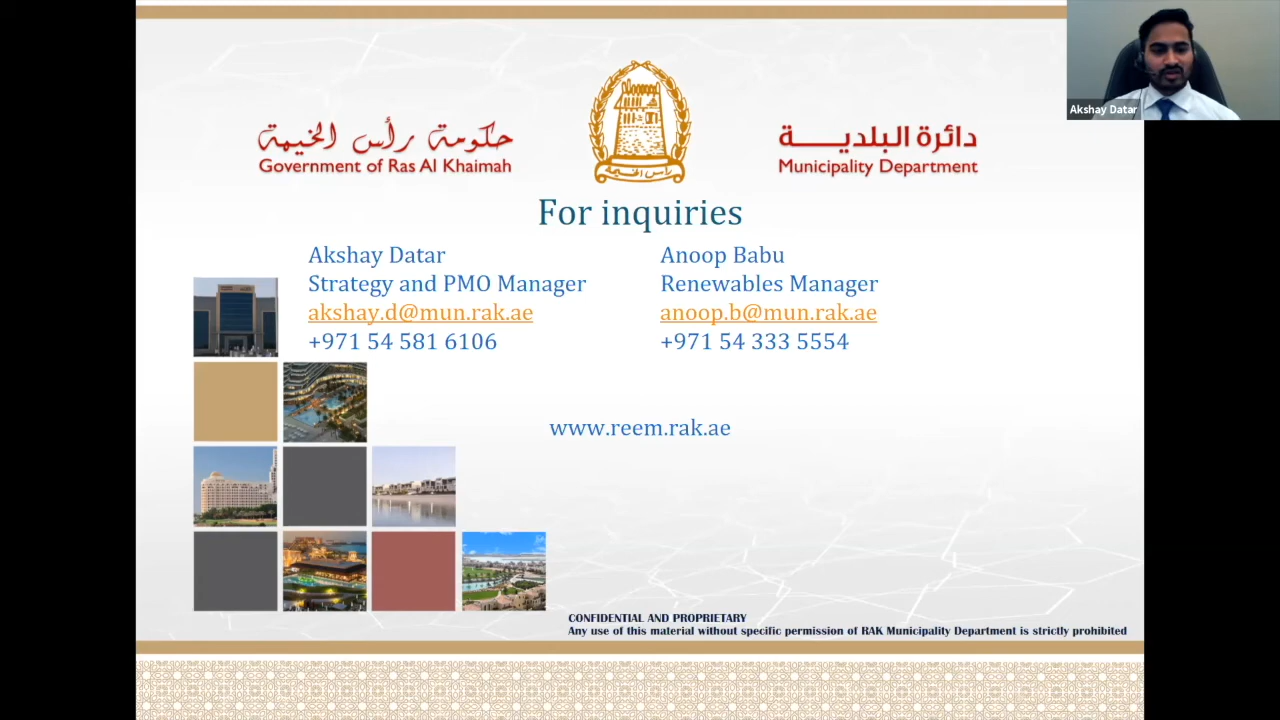 حكومة رأس الخيمة
Government of Ras Al Khaimah
رأس الخيمة
دائرة البلديـــــة
Municipality Department
Akshay Datar
For inquiries
Akshay Datar
Strategy and PMO Manager
akshay.d@mun.rak.ae
+971 54 581 6106
Anoop Babu
Renewables Manager
anoop.b@mun.rak.ae
+971 54 333 5554
www.reem.rak.ae
CONFIDENTIAL AND PROPRIETARY
Any use of this material without specific permission of RAK Municipality Department is strictly prohibited